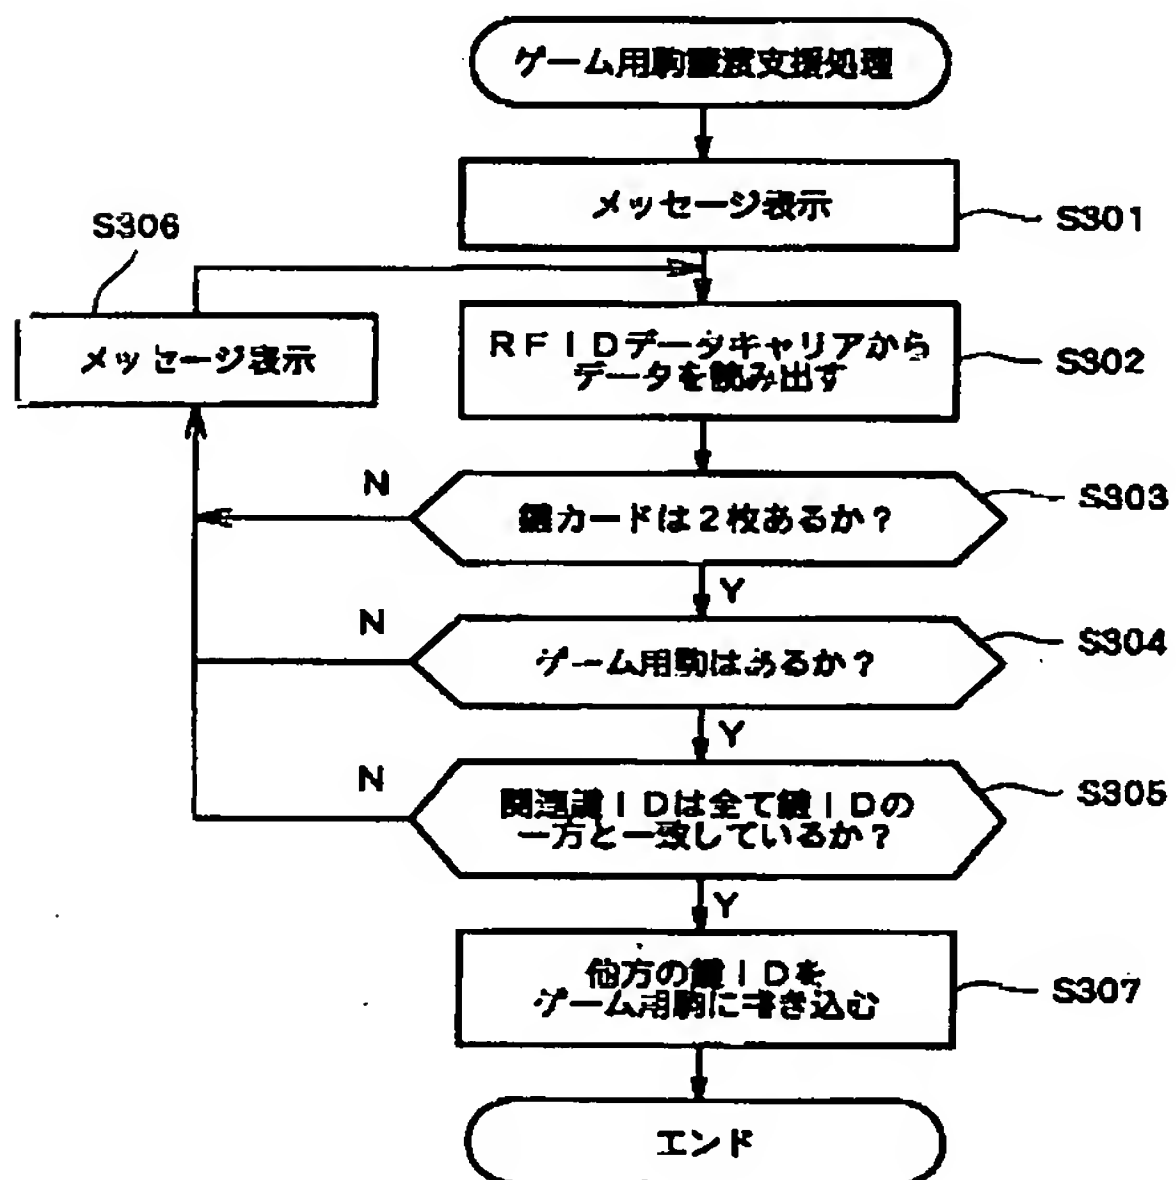 ゲーム用駒譲渡支援処理
メッセージ表示
S301
S306
メッセージ表示
RFIDデータキャリアから
データを読み出す
S302
N
鍵カードは2枚あるか?
S303
Y
N
ゲーム用駒はあるか?
S304
Y
N
関連鍵IDは全て鍵IDの
一方と一致しているか?
S305
Y
他方の鍵IDを
ゲーム用駒に書き込む
S307
エンド